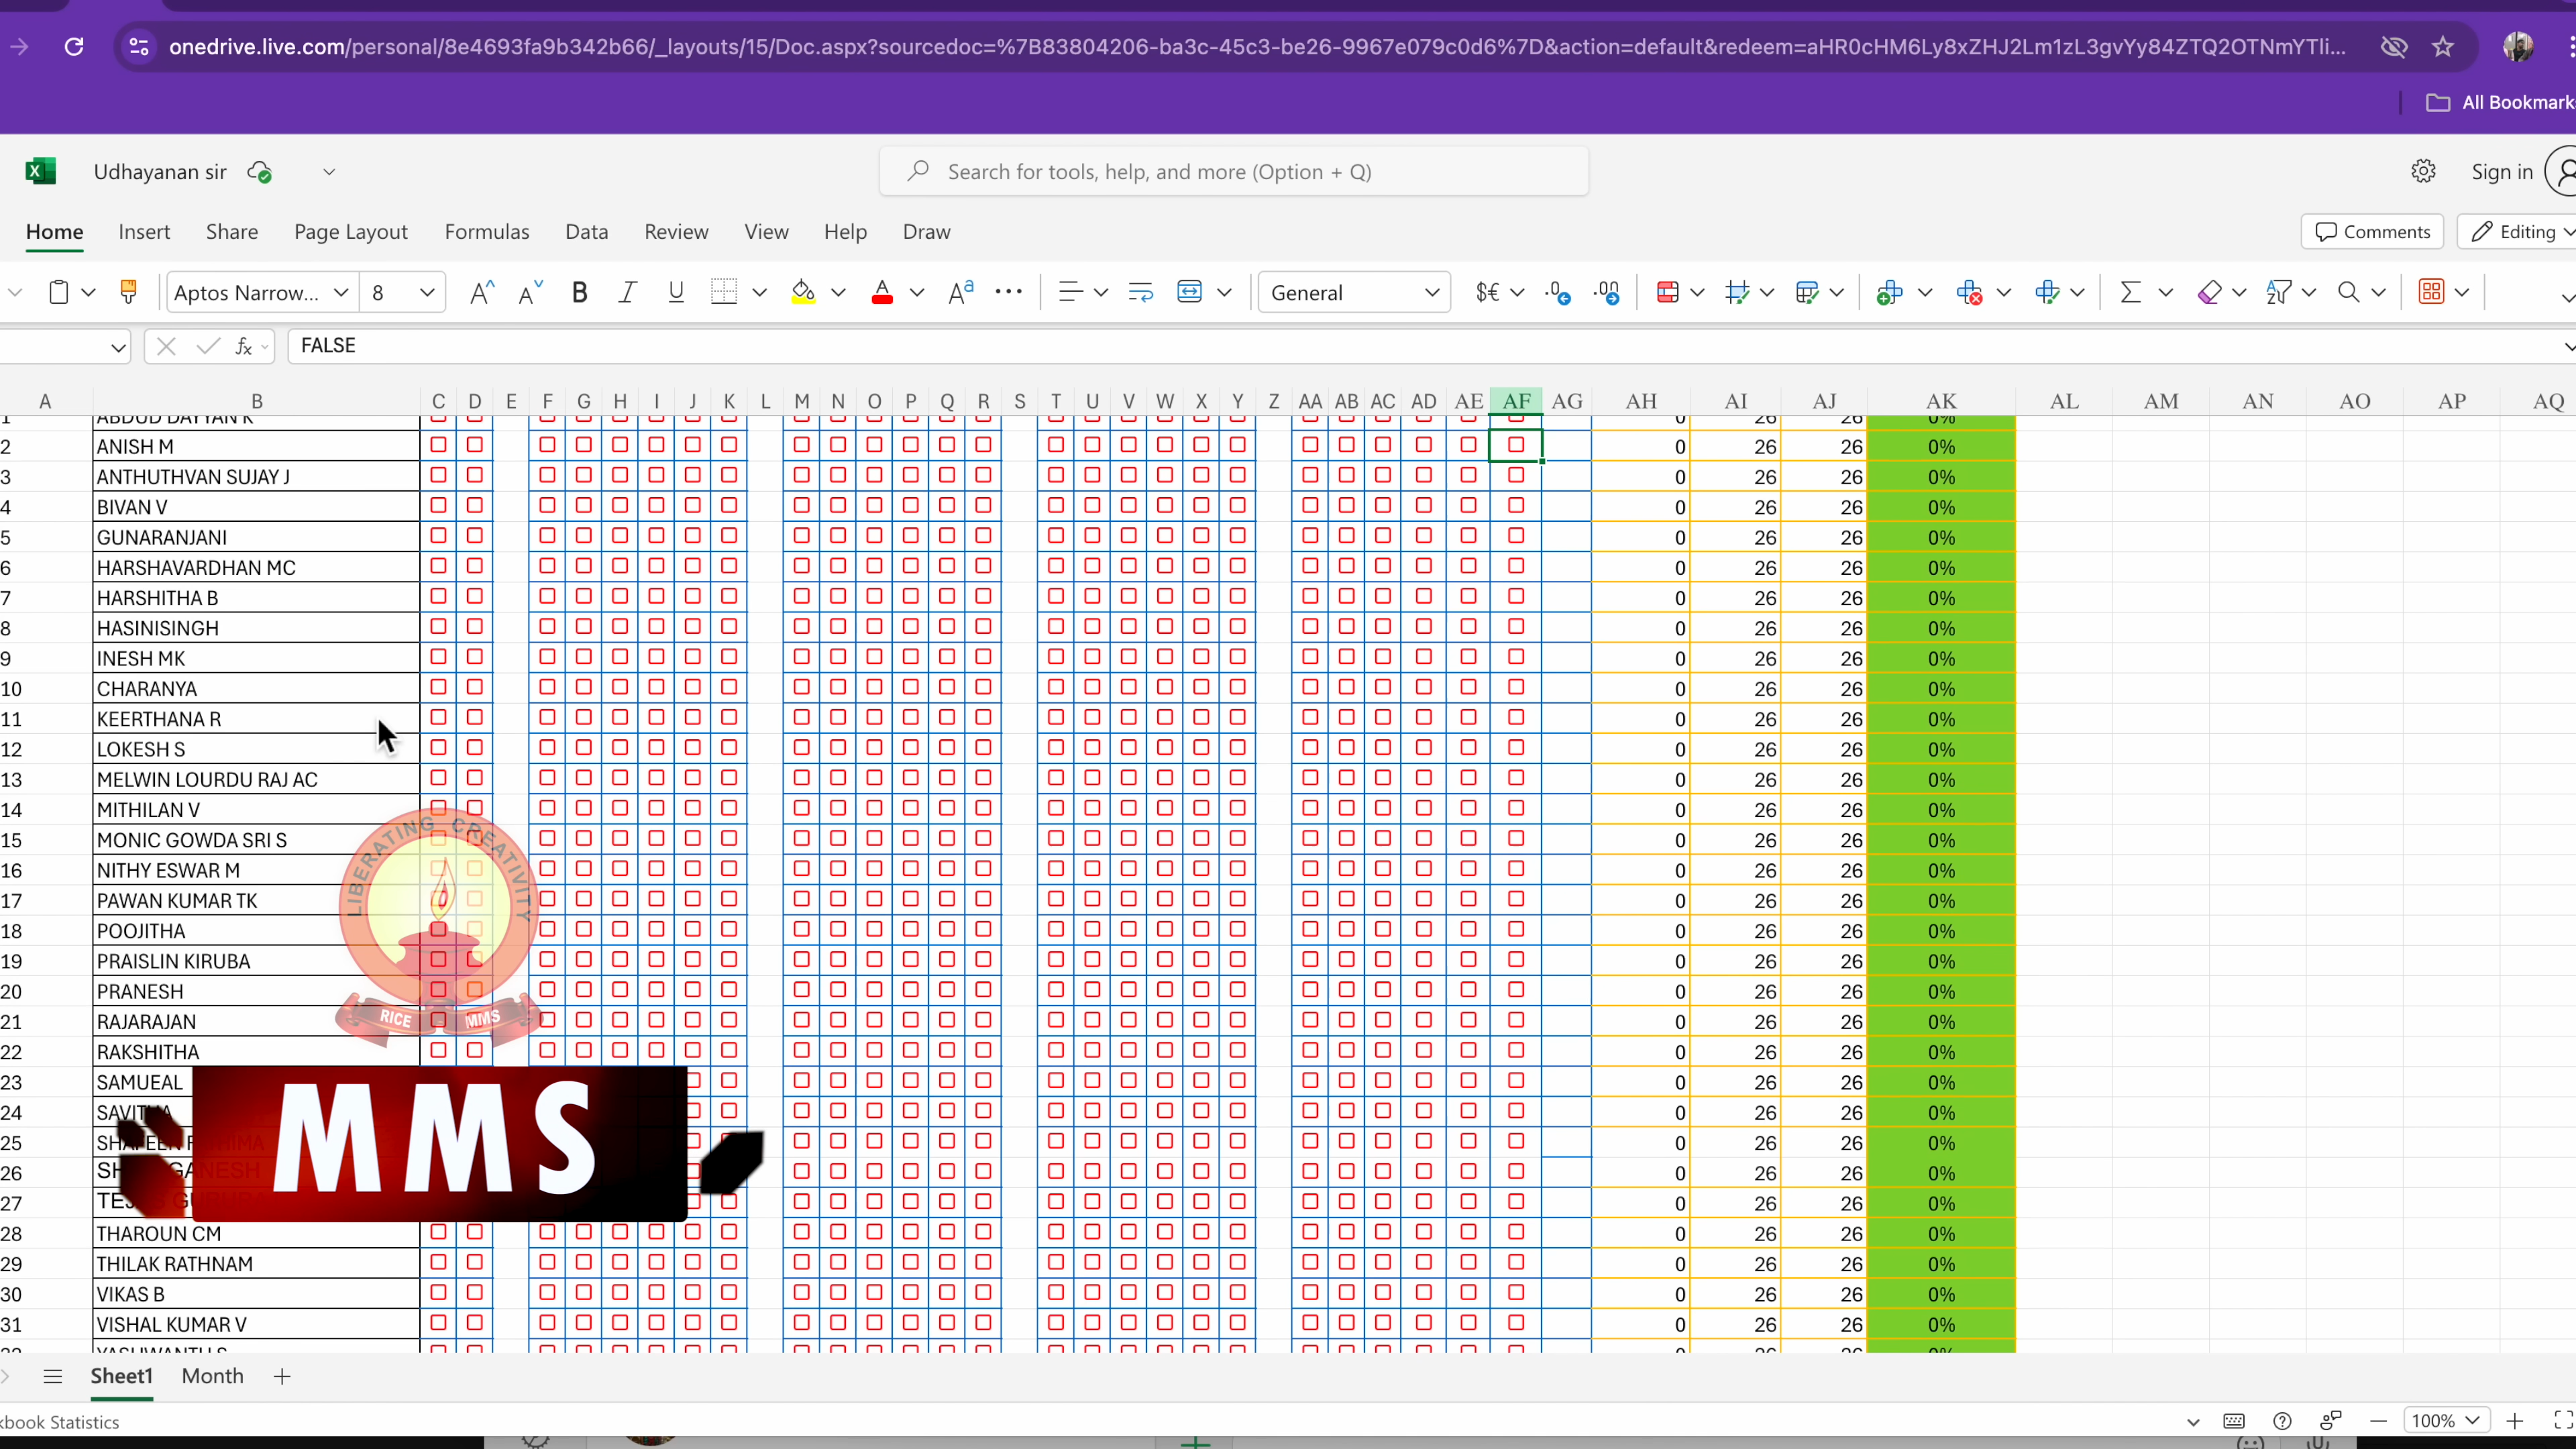 onedrive.live.com/personal/8e4693fa9b342b66/_layouts/15/Doc.aspx?sourcedoc=%7B83804206-ba3c-45c3-be26-9967e079c0d6%7D&action=default&redeem=aHR0cHM6Ly8xZHJ2Lm1zL3gvYy84ZTQ2OTNmYTli...
All Bookmark
Udhayanan sir
Search for tools, help, and more (Option + Q)
Sign in
Home Insert Share Page Layout Formulas Data Review View Help Draw
Comments Editing
Aptos Narrow... 8 General
FALSE
A B C D E F G H I J K L M N O P Q R S T U V W X Y Z AA AB AC AD AE AF AG AH AI AJ AK AL AM AN AO AP AQ
1 ABDUD DAYYAN K 0 26 26 0%
2 ANISH M 0 26 26 0%
3 ANTHUTHVAN SUJAY J 0 26 26 0%
4 BIVAN V 0 26 26 0%
5 GUNARANJANI 0 26 26 0%
6 HARSHAVARDHAN MC 0 26 26 0%
7 HARSHITHA B 0 26 26 0%
8 HASINISINGH 0 26 26 0%
9 INESH MK 0 26 26 0%
10 CHARANYA 0 26 26 0%
11 KEERTHANA R 0 26 26 0%
12 LOKESH S 0 26 26 0%
13 MELWIN LOURDU RAJ AC 0 26 26 0%
14 MITHILAN V 0 26 26 0%
15 MONIC GOWDA SRI S 0 26 26 0%
16 NITHY ESWAR M 0 26 26 0%
17 PAWAN KUMAR TK 0 26 26 0%
18 POOJITHA 0 26 26 0%
19 PRAISLIN KIRUBA 0 26 26 0%
20 PRANESH 0 26 26 0%
21 RAJARAJAN 0 26 26 0%
22 RAKSHITHA 0 26 26 0%
23 SAMUEAL 0 26 26 0%
24 SAVITHA 0 26 26 0%
25 0 26 26 0%
26 0 26 26 0%
27 0 26 26 0%
28 THAROUN CM 0 26 26 0%
29 THILAK RATHNAM 0 26 26 0%
30 VIKAS B 0 26 26 0%
31 VISHAL KUMAR V 0 26 26 0%
LIBERATING CREATIVITY
RICE MMS
MMS
Sheet1 Month
kbook Statistics
100%